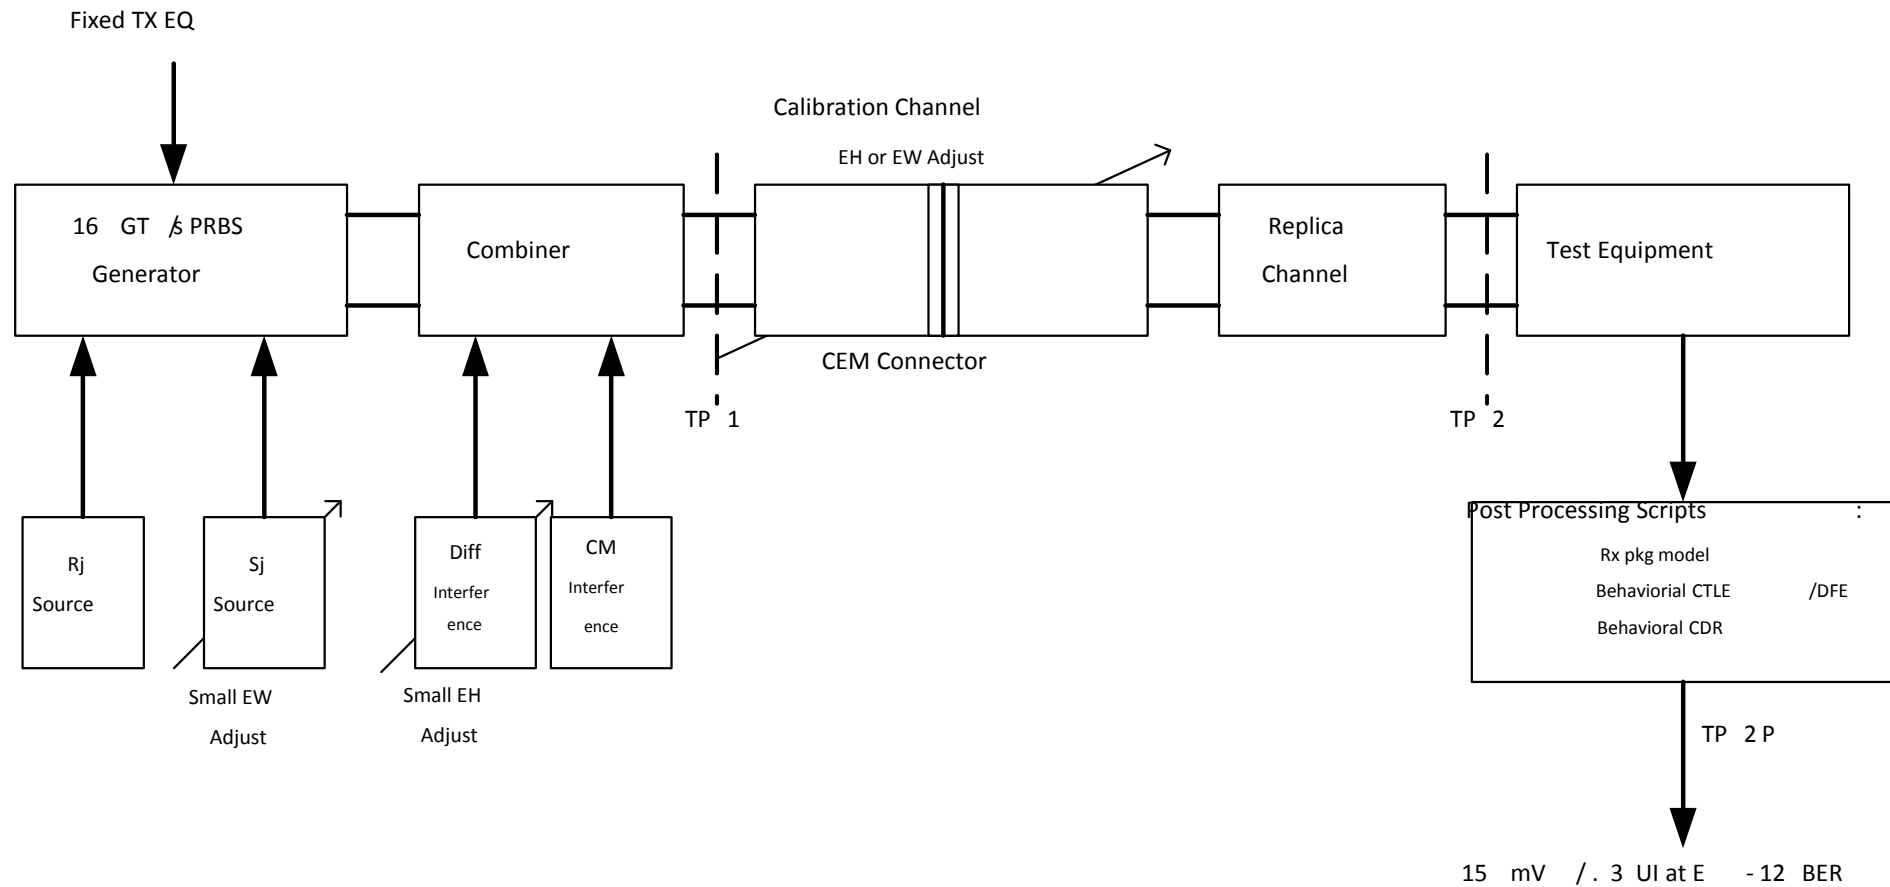 Fixed TX EQ
Calibration Channel
EH or EW Adjust
16 GT /s PRBS
Generator
Combiner
Replica
Channel
Test Equipment
CEM Connector
TP 1
TP 2
Rj
Source
Sj
Source
Diff
Interfer
ence
CM
Interfer
ence
Small EW
Adjust
Small EH
Adjust
Post Processing Scripts :
Rx pkg model
Behaviorial CTLE /DFE
Behavioral CDR
TP 2 P
15 mV / . 3 UI at E - 12 BER